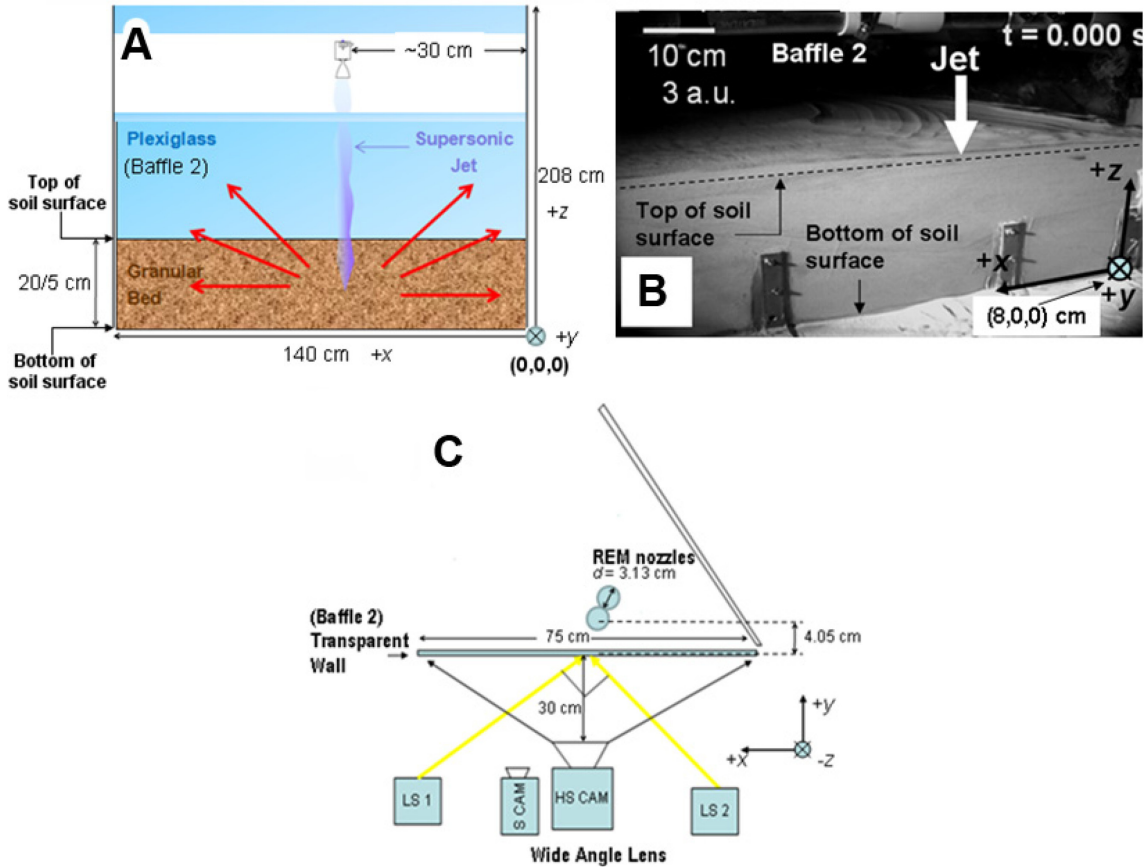 A
~30 cm
Plexiglass
(Baffle 2)
Supersonic
Jet
208 cm
+z
Top of
soil surface
20/5 cm
Granular
Bed
Bottom of
soil surface
140 cm +x
+y
(0,0,0)
10 cm
3 a.u.
Baffle 2
t = 0.000 s
Jet
+z
Top of soil
surface
Bottom of soil
surface
+x
B
+y
(8,0,0) cm
C
REM nozzles
d = 3.13 cm
(Baffle 2)
Transparent
Wall
75 cm
4.05 cm
30 cm
+y
+x
-z
LS 1
S CAM
HS CAM
LS 2
Wide Angle Lens